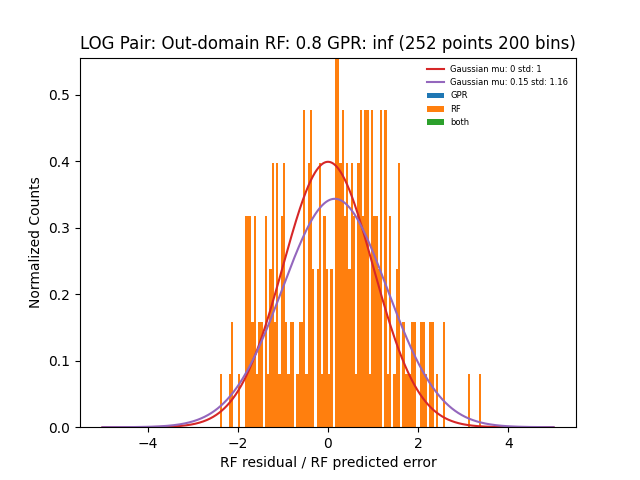 LOG Pair: Out-domain RF: 0.8 GPR: inf (252 points 200 bins)
Gaussian mu: 0 std: 1
Gaussian mu: 0.15 std: 1.16
GPR
RF
both
Normalized Counts
0.5
0.4
0.3
0.2
0.1
0.0
−4
−2
0
2
4
RF residual / RF predicted error